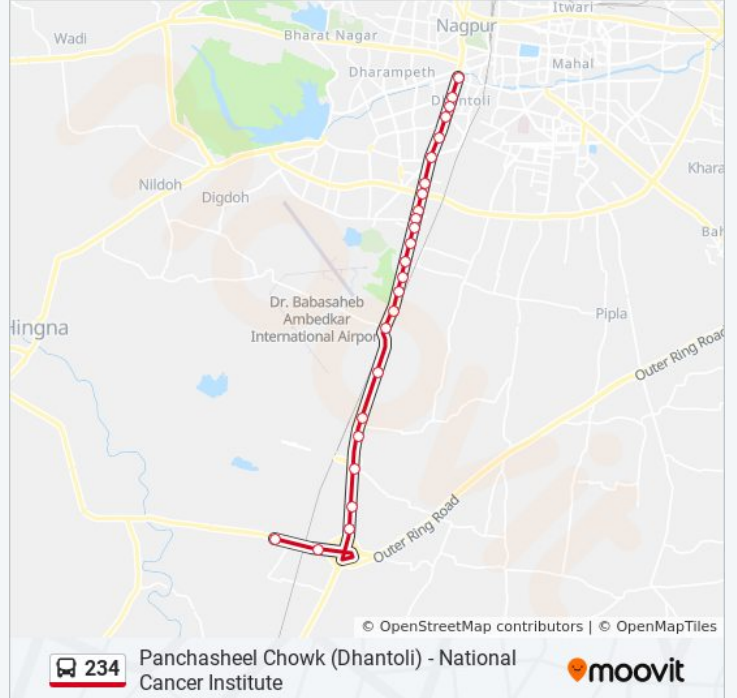 Itwari
Nagpur
Wadi
Bharat Nagar
Mahal
Dharampeth
Dhantoli
Khara
Nildoh
Digdoh
Bah
Dr. Babasaheb
Ambedkar
International Airpor
Pipla
Hingna
Outer Ring Road
Outer Ring Road
© OpenStreetMap contributors | © OpenMapTiles
234
Panchasheel Chowk (Dhantoli) - National
Cancer Institute
moovit